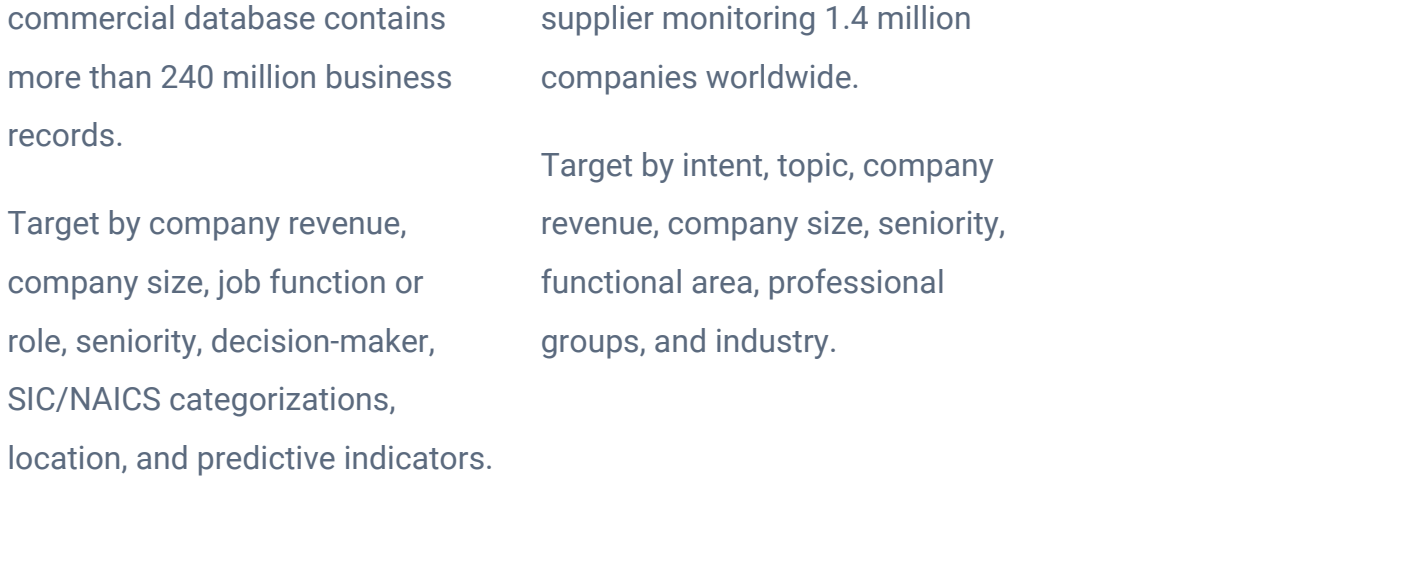 commercial database contains
more than 240 million business
records.
Target by company revenue,
company size, job function or
role, seniority, decision-maker,
SIC/NAICS categorizations,
location, and predictive indicators.
supplier monitoring 1.4 million
companies worldwide.
Target by intent, topic, company
revenue, company size, seniority,
functional area, professional
groups, and industry.